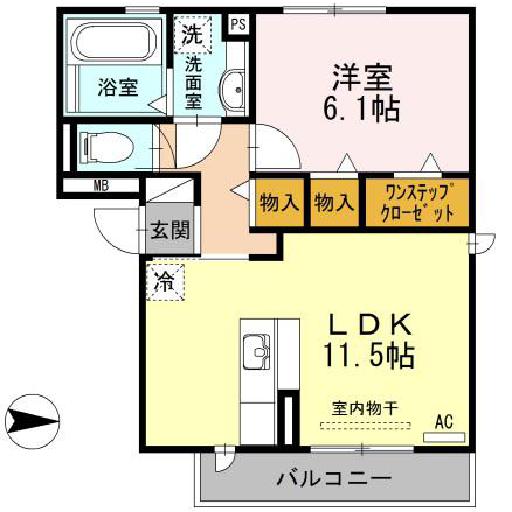 洗
PS
洗面室
浴室
洋室
6.1帖
MB
物入
物入
ワンステップ
クローゼット
玄関
冷
LDK
11.5帖
室内物干
AC
バルコニー